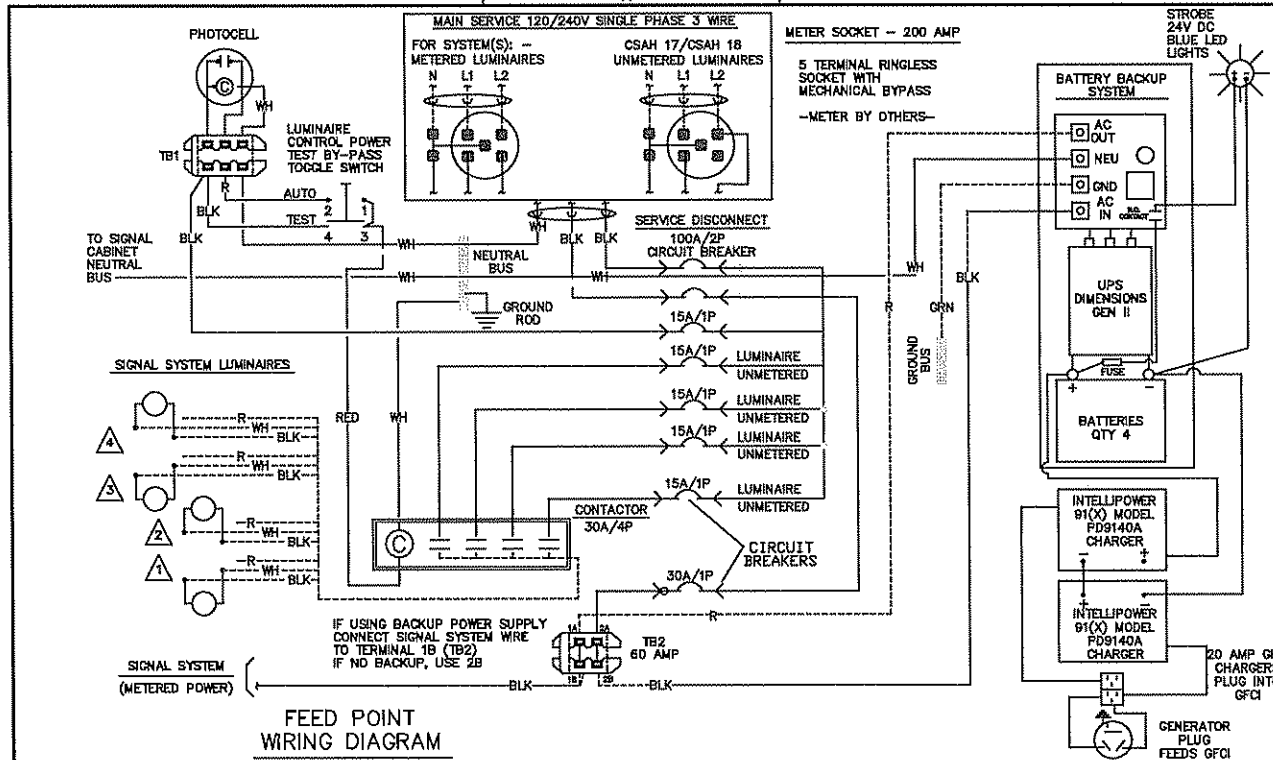 MAIN SERVICE 120/240V SINGLE PHASE 3 WIRE
FOR SYSTEM(S): —
METERED LUMINAIRES
N L1 L2
CSAH 17/CSAH 18
UNMETERED LUMINAIRES
N L1 L2
METER SOCKET — 200 AMP
5 TERMINAL RINGLESS
SOCKET WITH
MECHANICAL BYPASS
—METER BY OTHERS—
STROBE
24V DC
BLUE LED
LIGHTS
PHOTOCELL
C
WH
TB1
R
BLK
BLK
LUMINAIRE
CONTROL POWER
TEST BY-PASS
TOGGLE SWITCH
AUTO
2 1
TEST
4 3
TO SIGNAL
CABINET
NEUTRAL
BUS
WH
WH
WH
WH
BLK
BLK
NEUTRAL
BUS
WH
GROUND
ROD
SERVICE DISCONNECT
100A/2P
CIRCUIT BREAKER
15A/1P
15A/1P
LUMINAIRE
UNMETERED
15A/1P
LUMINAIRE
UNMETERED
15A/1P
LUMINAIRE
UNMETERED
15A/1P
LUMINAIRE
UNMETERED
CIRCUIT
BREAKERS
30A/1P
CONTACTOR
30A/4P
C
RED
WH
SIGNAL SYSTEM LUMINAIRES
4
R
WH
BLK
3
R
WH
BLK
2
R
WH
BLK
1
R
WH
BLK
BATTERY BACKUP
SYSTEM
AC
OUT
NEU
GND
AC
IN
N.O.
CONTACT
WH
BLK
R
GRN
GROUND
BUS
UPS
DIMENSIONS
GEN II
FUSE
+ −
BATTERIES
QTY 4
INTELLIPOWER
91(X) MODEL
PD9140A
CHARGER
− +
+ −
INTELLIPOWER
91(X) MODEL
PD9140A
CHARGER
20 AMP G
CHARGERS
PLUG INT
GFCI
GENERATOR
PLUG
FEEDS GFCI
IF USING BACKUP POWER SUPPLY
CONNECT SIGNAL SYSTEM WIRE
TO TERMINAL 1B (TB2)
IF NO BACKUP, USE 2B
1A 2A
R
TB2
60 AMP
1B 2B
BLK
BLK
SIGNAL SYSTEM
(METERED POWER)
FEED POINT
WIRING DIAGRAM